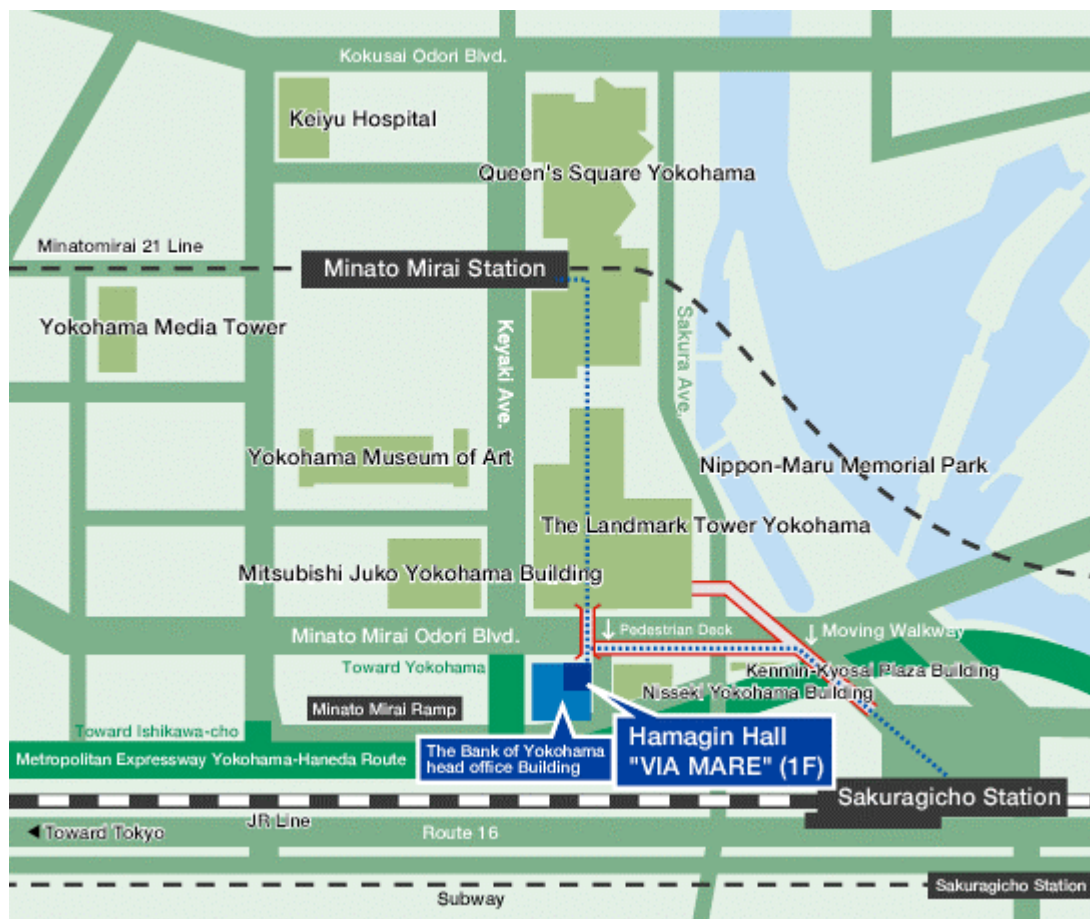 Kokusai Odori Blvd.
Keiyu Hospital
Queen's Square Yokohama
Minatomirai 21 Line
Minato Mirai Station
Yokohama Media Tower
Keyaki Ave.
Sakura Ave.
Yokohama Museum of Art
Nippon-Maru Memorial Park
The Landmark Tower Yokohama
Mitsubishi Juko Yokohama Building
Minato Mirai Odori Blvd.
↓ Pedestrian Deck
↓ Moving Walkway
Toward Yokohama
Kenmin-Kyosai Plaza Building
Nisseki Yokohama Building
Minato Mirai Ramp
Toward Ishikawa-cho
Metropolitan Expressway Yokohama-Haneda Route
The Bank of Yokohama
head office Building
Hamagin Hall
"VIA MARE" (1F)
Sakuragicho Station
JR Line
Toward Tokyo
Route 16
Subway
Sakuragicho Station